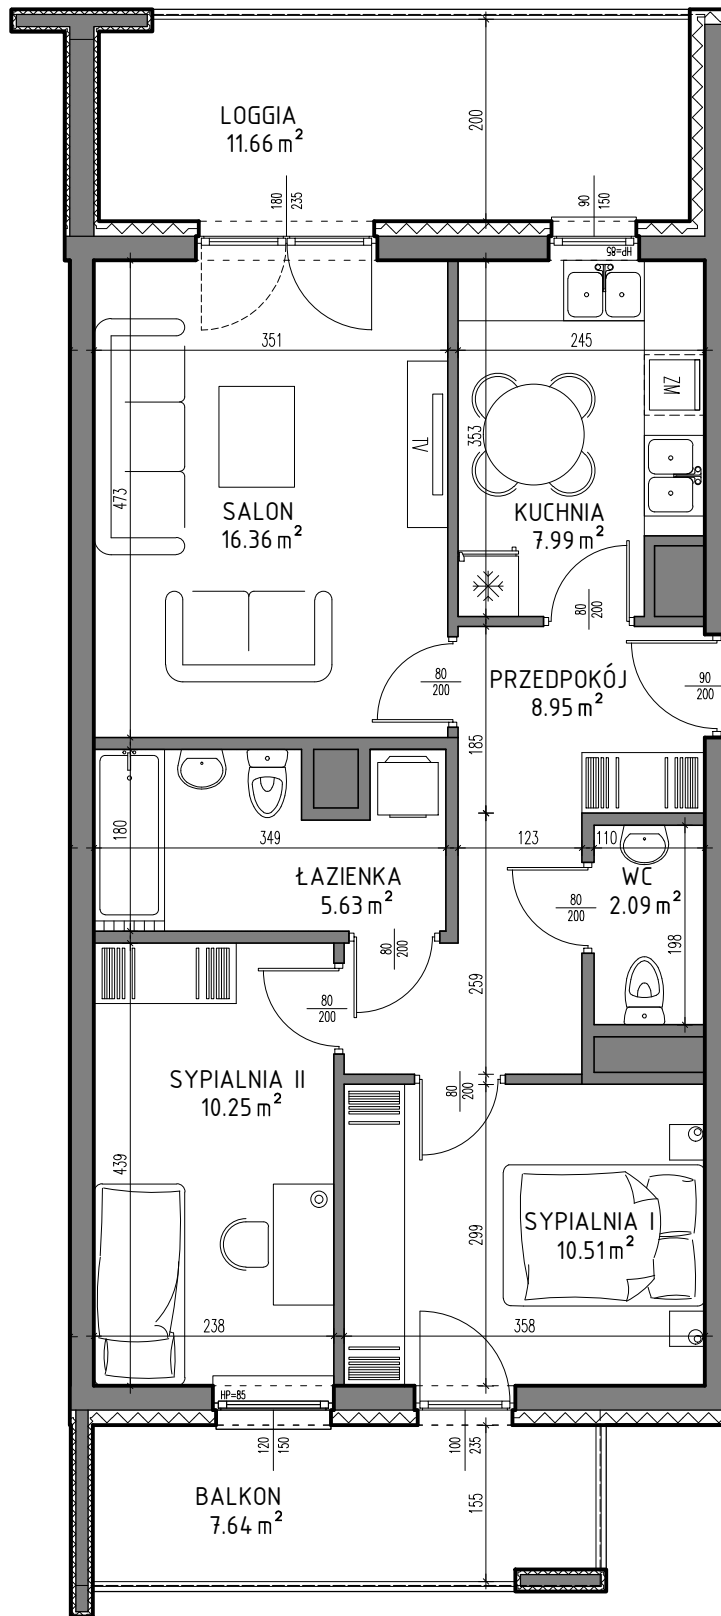 LOGGIA
11.66 m²
200
180
235
90
150
HP=85
351
245
ZM
353
TV
473
SALON
16.36 m²
KUCHNIA
7.99 m²
80
200
80
200
PRZEDPOKÓJ
8.95 m²
90
200
185
180
349
123
110
ŁAZIENKA
5.63 m²
WC
2.09 m²
80
200
198
80
200
259
80
200
SYPIALNIA II
10.25 m²
80
200
439
299
SYPIALNIA I
10.51 m²
238
358
HP=85
120
150
100
235
155
BALKON
7.64 m²